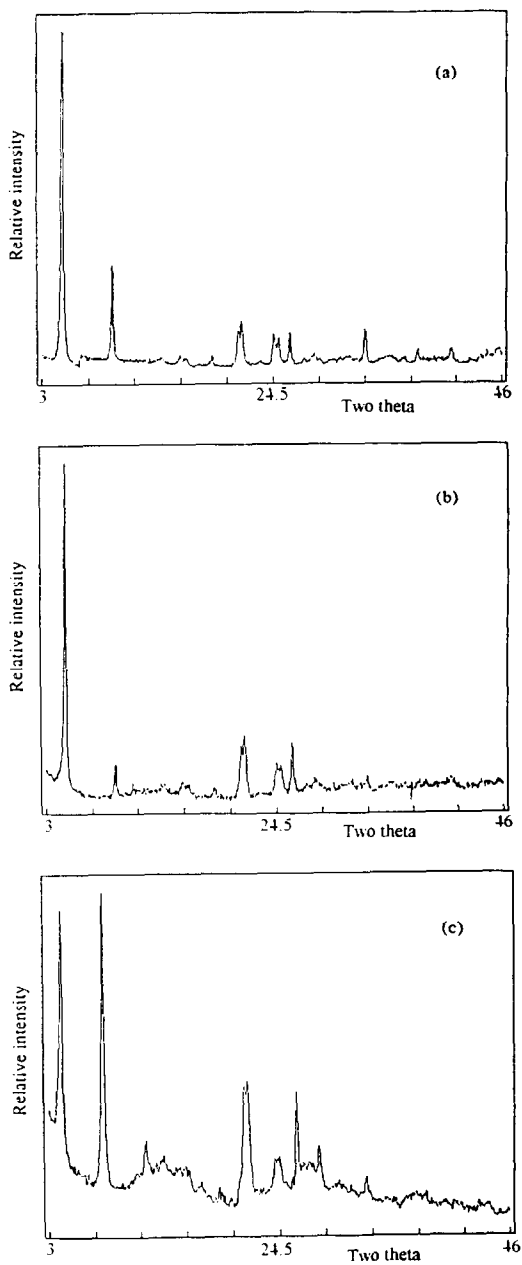 (a)
Relative intensity
3
24.5
46
Two theta
(b)
Relative intensity
3
24.5
46
Two theta
(c)
Relative intensity
3
24.5
46
Two theta